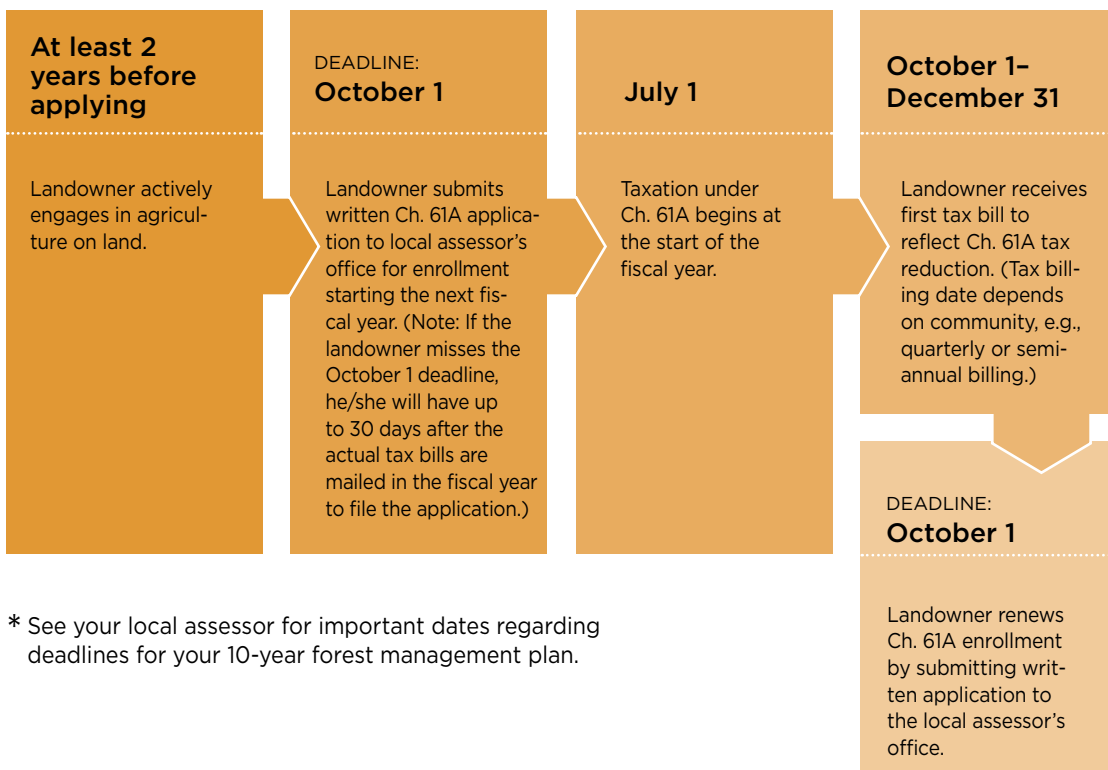 At least 2
years before
applying
Landowner actively
engages in agricul-
ture on land.
DEADLINE:
October 1
Landowner submits
written Ch. 61A applica-
tion to local assessor’s
office for enrollment
starting the next fis-
cal year. (Note: If the
landowner misses the
October 1 deadline,
he/she will have up
to 30 days after the
actual tax bills are
mailed in the fiscal year
to file the application.)
July 1
Taxation under
Ch. 61A begins at
the start of the
fiscal year.
October 1–
December 31
Landowner receives
first tax bill to
reflect Ch. 61A tax
reduction. (Tax bill-
ing date depends
on community, e.g.,
quarterly or semi-
annual billing.)
DEADLINE:
October 1
Landowner renews
Ch. 61A enrollment
by submitting writ-
ten application to
the local assessor’s
office.
* See your local assessor for important dates regarding
deadlines for your 10-year forest management plan.